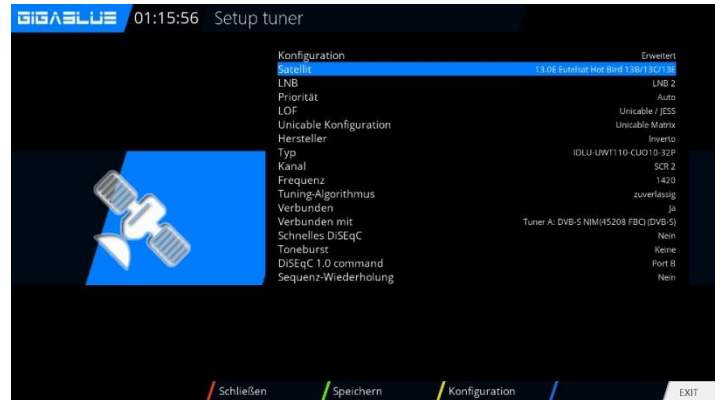 GIGABLUE 01:15:56 Setup tuner
Konfiguration Erweitert
Satellit 13.0E Eutelsat Hot Bird 13B/13C/13E
LNB LNB 2
Priorität Auto
LOF Unicable / JESS
Unicable Konfiguration Unicable Matrix
Hersteller Inverto
Typ IDLU-UWT110-CUO10-32P
Kanal SCR 2
Frequenz 1420
Tuning-Algorithmus zuverlässig
Verbunden Ja
Verbunden mit Tuner A: DVB-S NIM(45208 FBC) (DVB-S)
Schnelles DiSEqC Nein
Toneburst Keine
DiSEqC 1.0 command Port B
Sequenz-Wiederholung Nein
Schließen Speichern Konfiguration EXIT